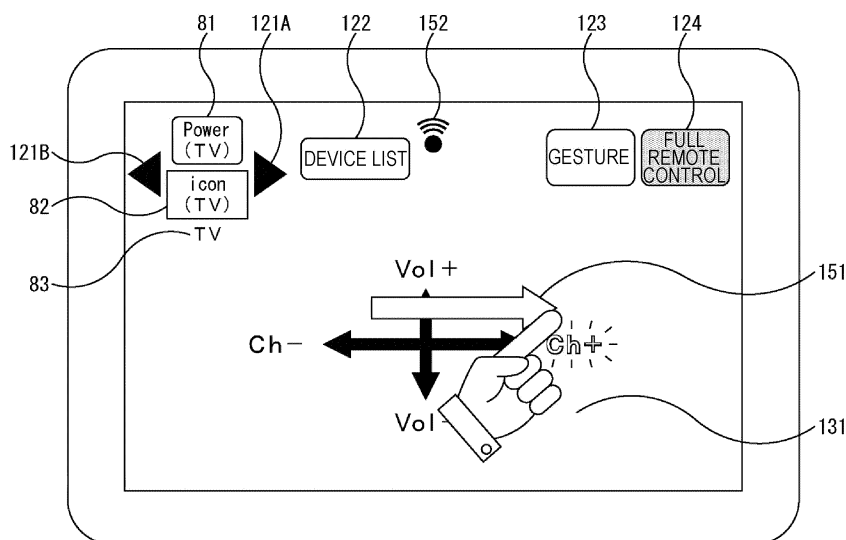 81 121A 122 152 123 124
121B
82
83
Power
(TV)
icon
(TV)
TV
DEVICE LIST
GESTURE
FULL
REMOTE
CONTROL
Vol+
151
Ch- Ch+
Vol-
131